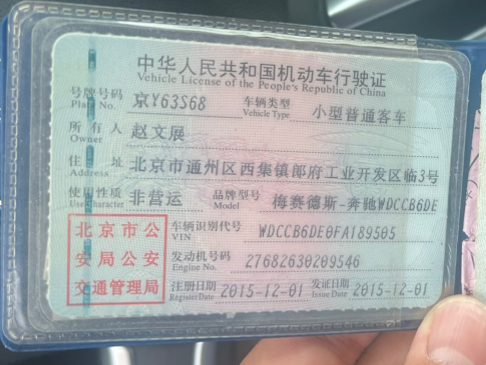 中华人民共和国机动车行驶证
Vehicle License of the People's Republic of China
号牌号码 京Y63S68 车辆类型 小型普通客车
Plate No. Vehicle Type
所有人 赵文展
Owner
住址 北京市通州区西集镇郎府工业开发区临3号
Address
使用性质 非营运 品牌型号 梅赛德斯-奔驰WDCCB6DE
Use Character Model
北京市公
安局公安
交通管理局
车辆识别代号 WDCCB6DE0FA189505
VIN
发动机号码 27682630209546
Engine No.
注册日期 2015-12-01 发证日期 2015-12-01
Register Date Issue Date